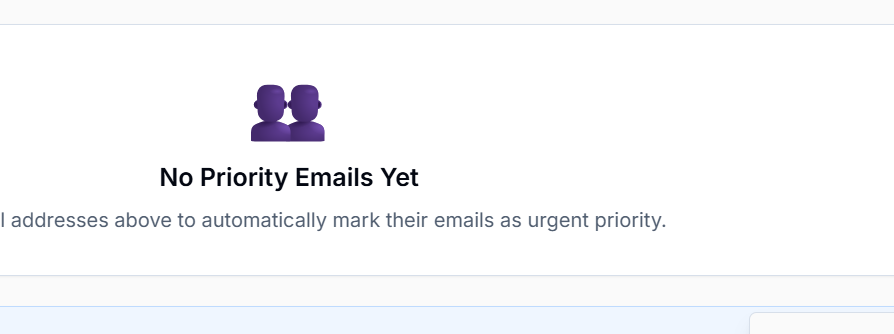 No Priority Emails Yet
l addresses above to automatically mark their emails as urgent priority.